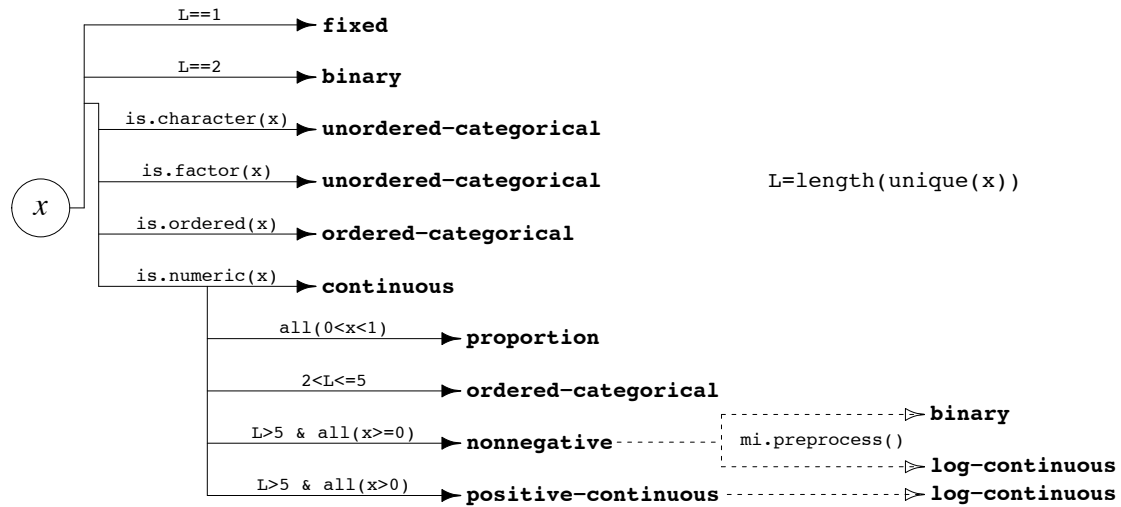 L==1
fixed
L==2
binary
is.character(x)
unordered-categorical
is.factor(x)
unordered-categorical
L=length(unique(x))
x
is.ordered(x)
ordered-categorical
is.numeric(x)
continuous
all(0<x<1)
proportion
2<L<=5
ordered-categorical
binary
L>5 & all(x>=0)
nonnegative
mi.preprocess()
log-continuous
L>5 & all(x>0)
positive-continuous
log-continuous